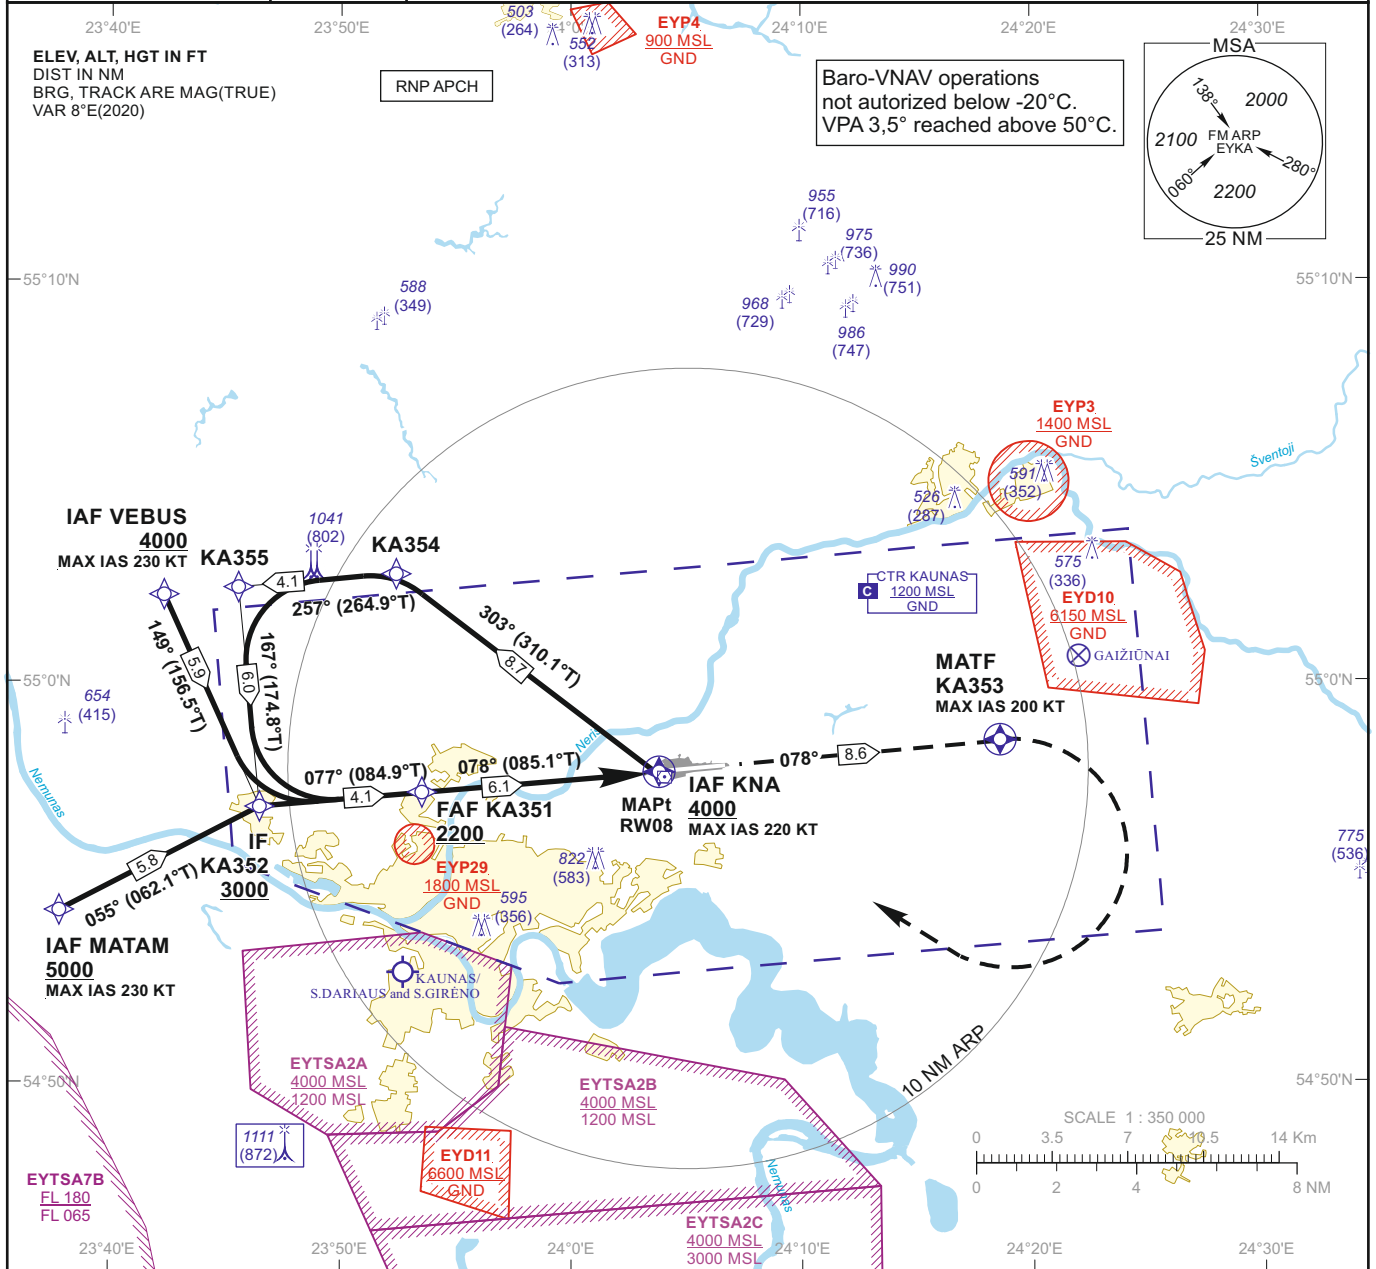 23°40'E
23°50'E
24°0'E
24°10'E
24°20'E
24°30'E
503
(264)
552
(313)
EYP4
900 MSL
GND
ELEV, ALT, HGT IN FT
DIST IN NM
BRG, TRACK ARE MAG(TRUE)
VAR 8°E(2020)
RNP APCH
Baro-VNAV operations
not autorized below -20°C.
VPA 3,5° reached above 50°C.
MSA
138°
2000
2100
FM ARP
EYKA
060°
280°
2200
25 NM
955
(716)
975
(736)
990
(751)
968
(729)
986
(747)
55°10'N
55°10'N
588
(349)
EYP3
1400 MSL
GND
591
(352)
526
(287)
Šventoji
IAF VEBUS
4000
MAX IAS 230 KT
KA355
1041
(802)
KA354
4.1
257° (264.9°T)
303° (310.1°T)
8.7
149° (156.5°T)
5.9
167° (174.8°T)
6.0
C
CTR KAUNAS
1200 MSL
GND
575
(336)
EYD10
6150 MSL
GND
GAIŽIŪNAI
MATF
KA353
MAX IAS 200 KT
55°0'N
55°0'N
654
(415)
Nemunas
Neris
077° (084.9°T)
4.1
078° (085.1°T)
6.1
078°
8.6
FAF KA351
2200
MAPt
RW08
IAF KNA
4000
MAX IAS 220 KT
IF
KA352
3000
5.8
055° (062.1°T)
IAF MATAM
5000
MAX IAS 230 KT
EYP29
1800 MSL
GND
822
(583)
595
(356)
775
(536)
KAUNAS/
S.DARIAUS and S.GIRĖNO
EYTSA2A
4000 MSL
1200 MSL
EYTSA2B
4000 MSL
1200 MSL
10 NM ARP
54°50'N
54°50'N
1111
(872)
EYD11
6600 MSL
GND
EYTSA7B
FL 180
FL 065
Nemunas
EYTSA2C
4000 MSL
3000 MSL
SCALE 1 : 350 000
0 3.5 7 10.5 14 Km
0 2 4 8 NM
23°40'E
23°50'E
24°0'E
24°10'E
24°20'E
24°30'E